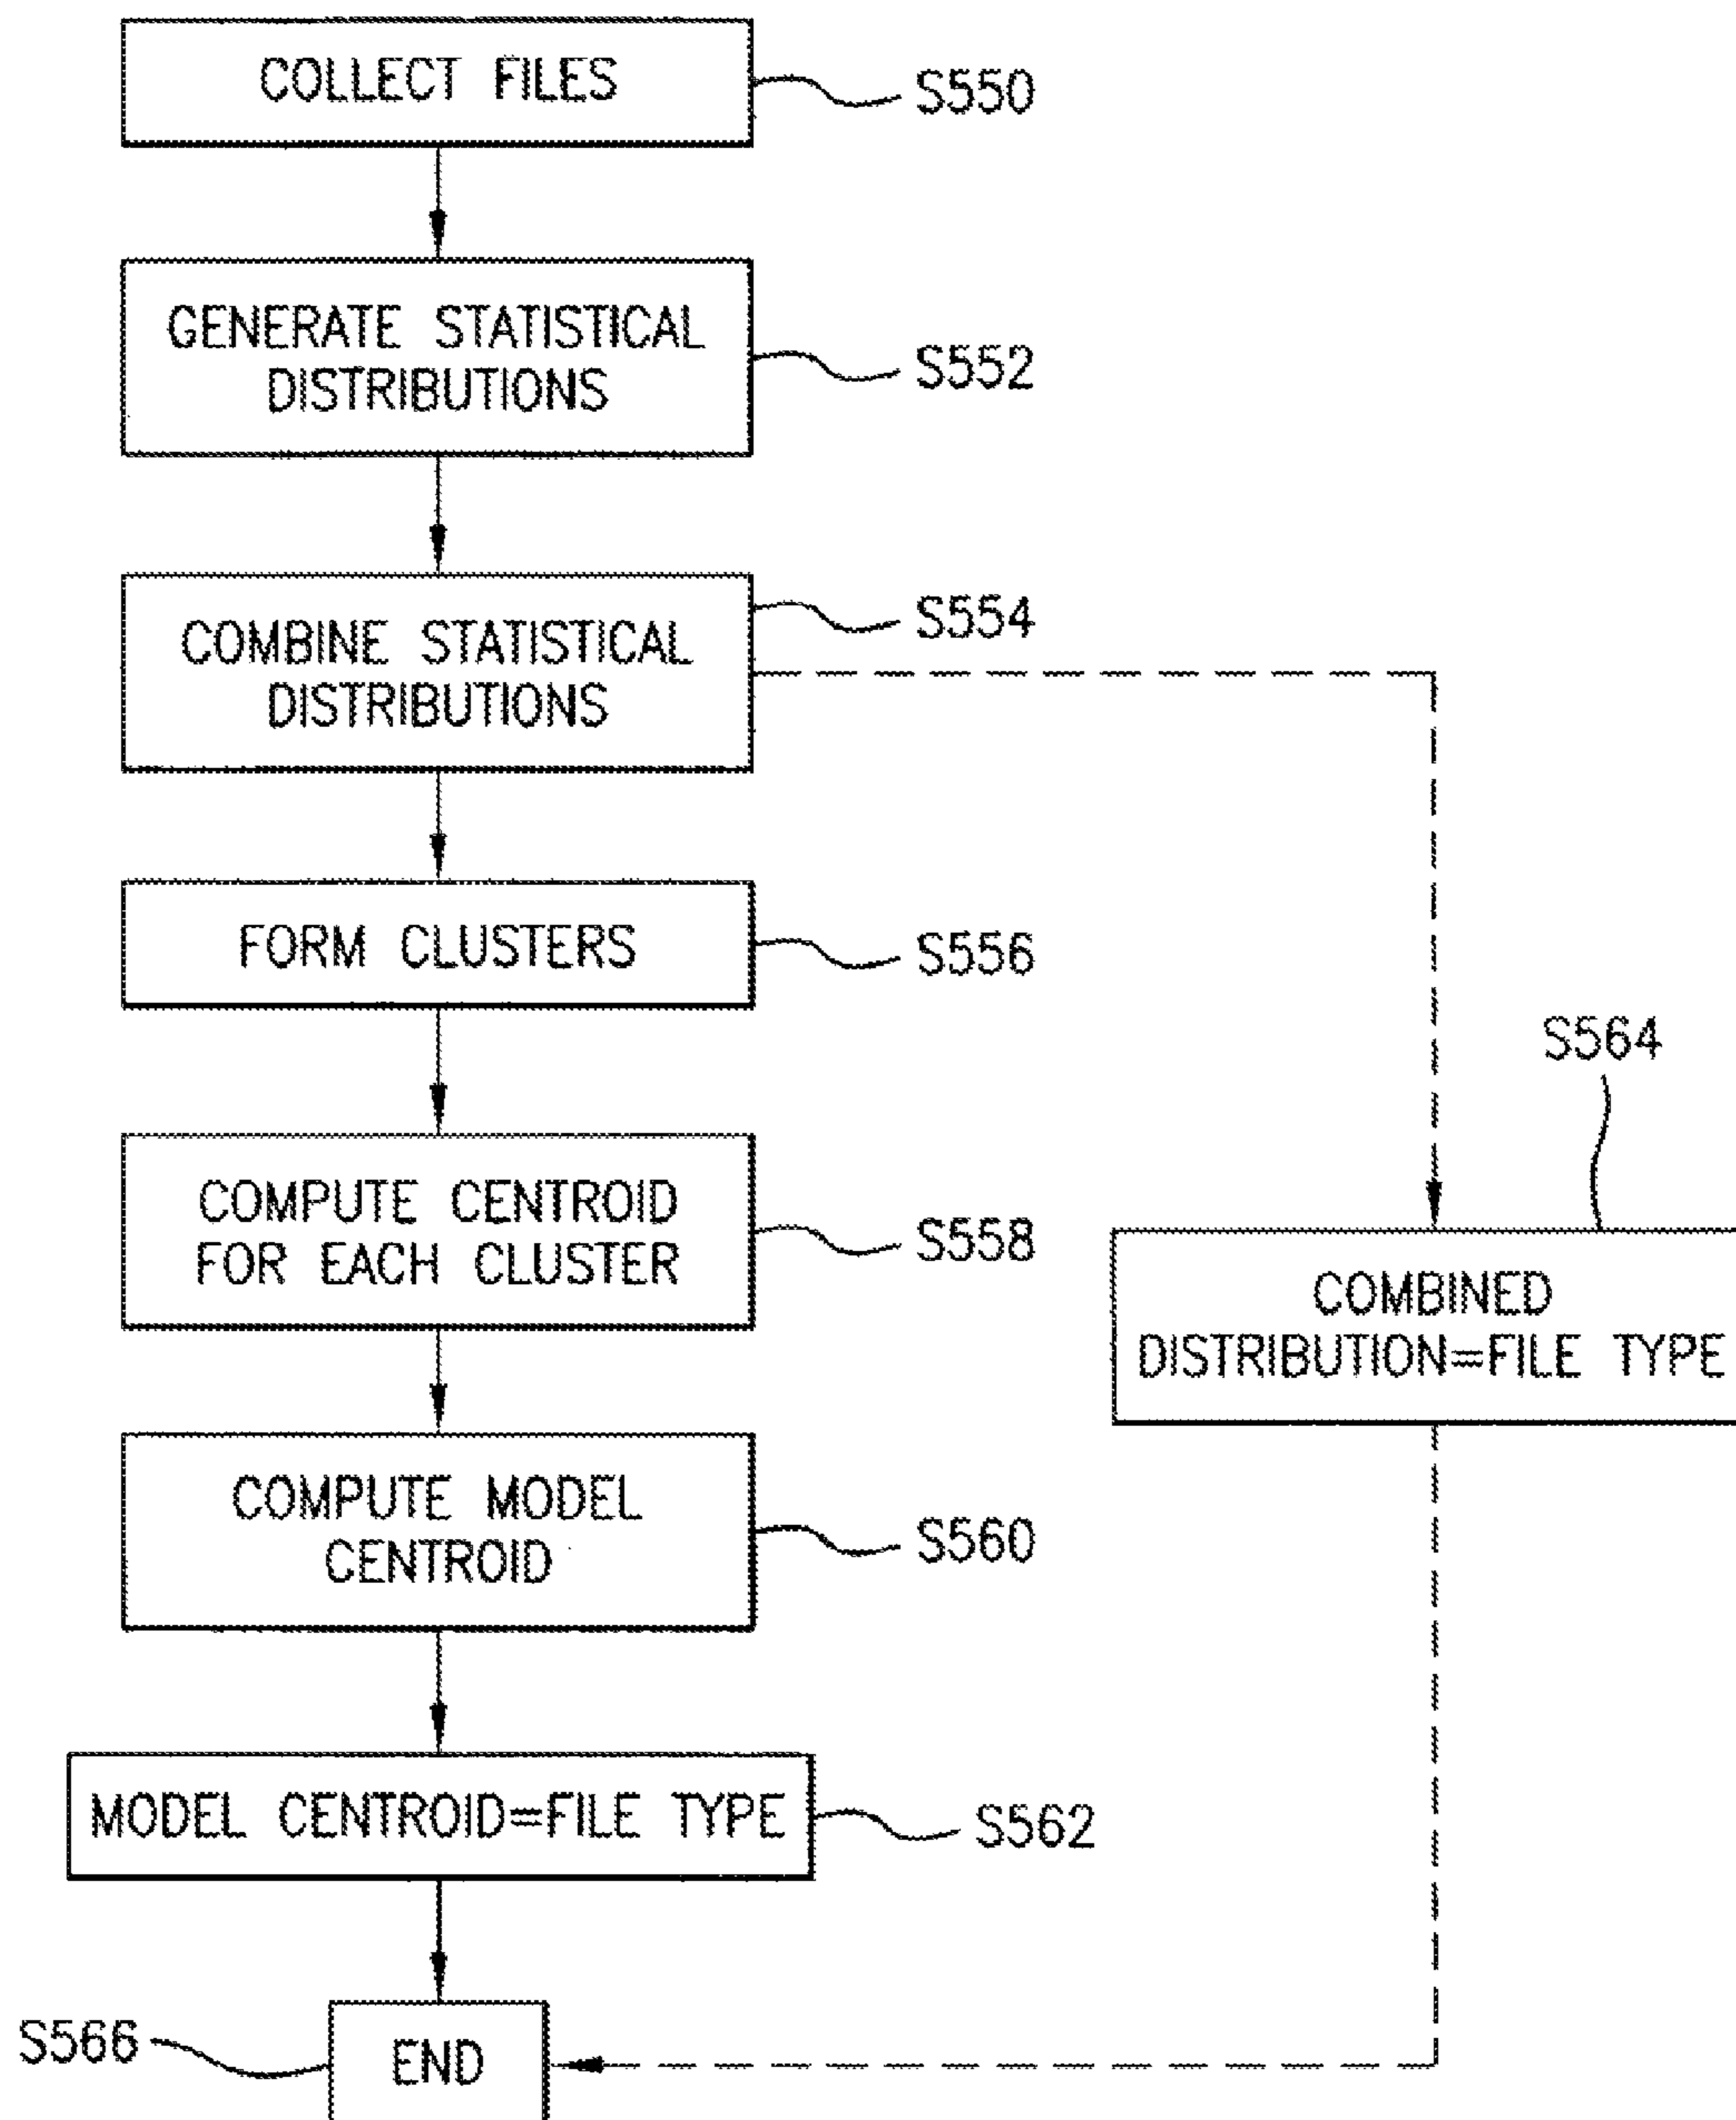 COLLECT FILES
S550
GENERATE STATISTICAL
DISTRIBUTIONS
S552
COMBINE STATISTICAL
DISTRIBUTIONS
S554
FORM CLUSTERS
S556
COMPUTE CENTROID
FOR EACH CLUSTER
S558
S564
COMBINED
DISTRIBUTION=FILE TYPE
COMPUTE MODEL
CENTROID
S560
MODEL CENTROID=FILE TYPE
S562
S566
END